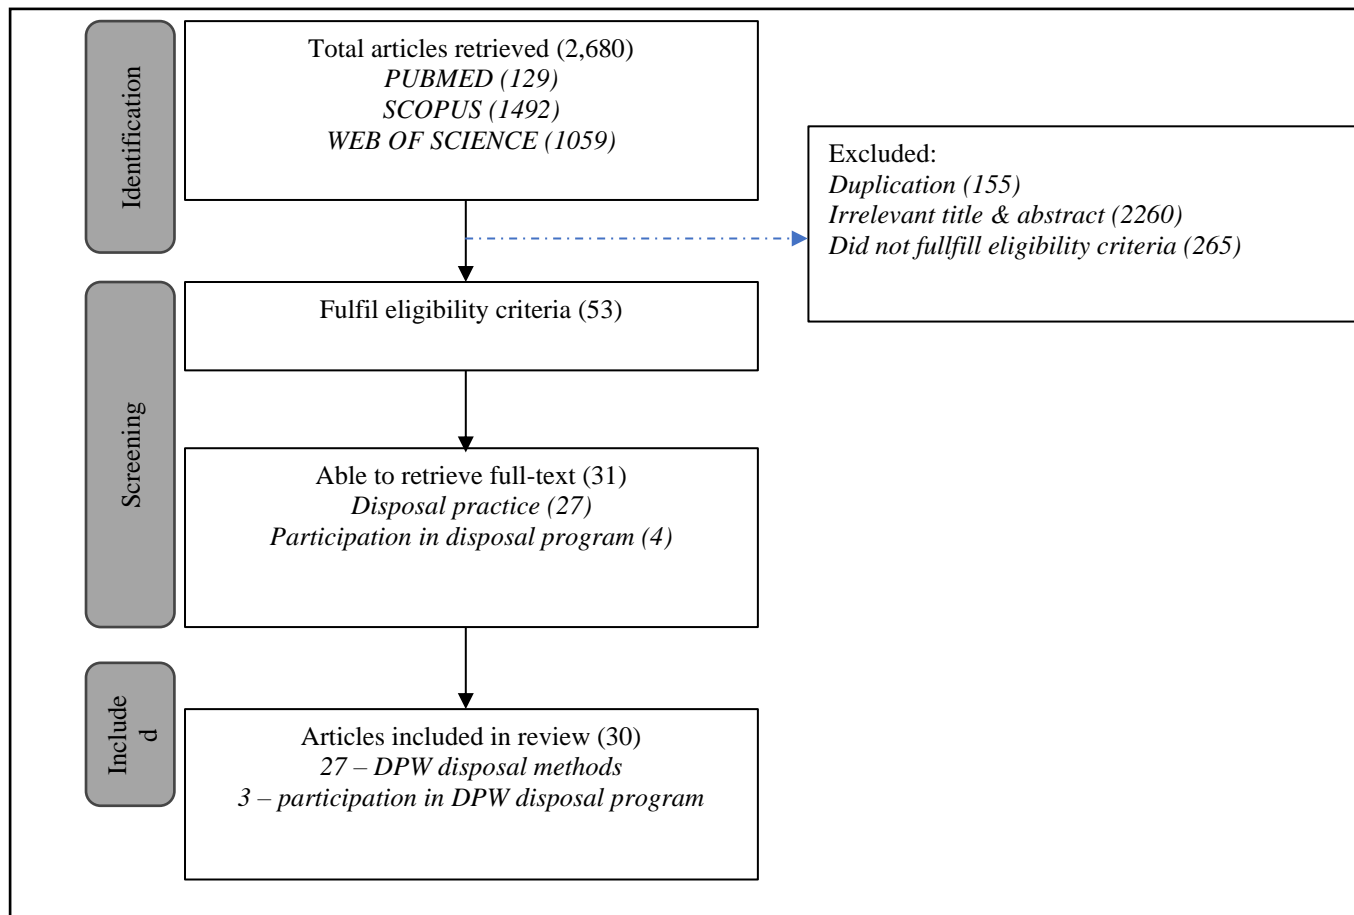 Identification
Total articles retrieved (2,680)
PUBMED (129)
SCOPUS (1492)
WEB OF SCIENCE (1059)
Excluded:
Duplication (155)
Irrelevant title & abstract (2260)
Did not fullfill eligibility criteria (265)
Screening
Fulfil eligibility criteria (53)
Able to retrieve full-text (31)
Disposal practice (27)
Participation in disposal program (4)
Include
d
Articles included in review (30)
27 – DPW disposal methods
3 – participation in DPW disposal program